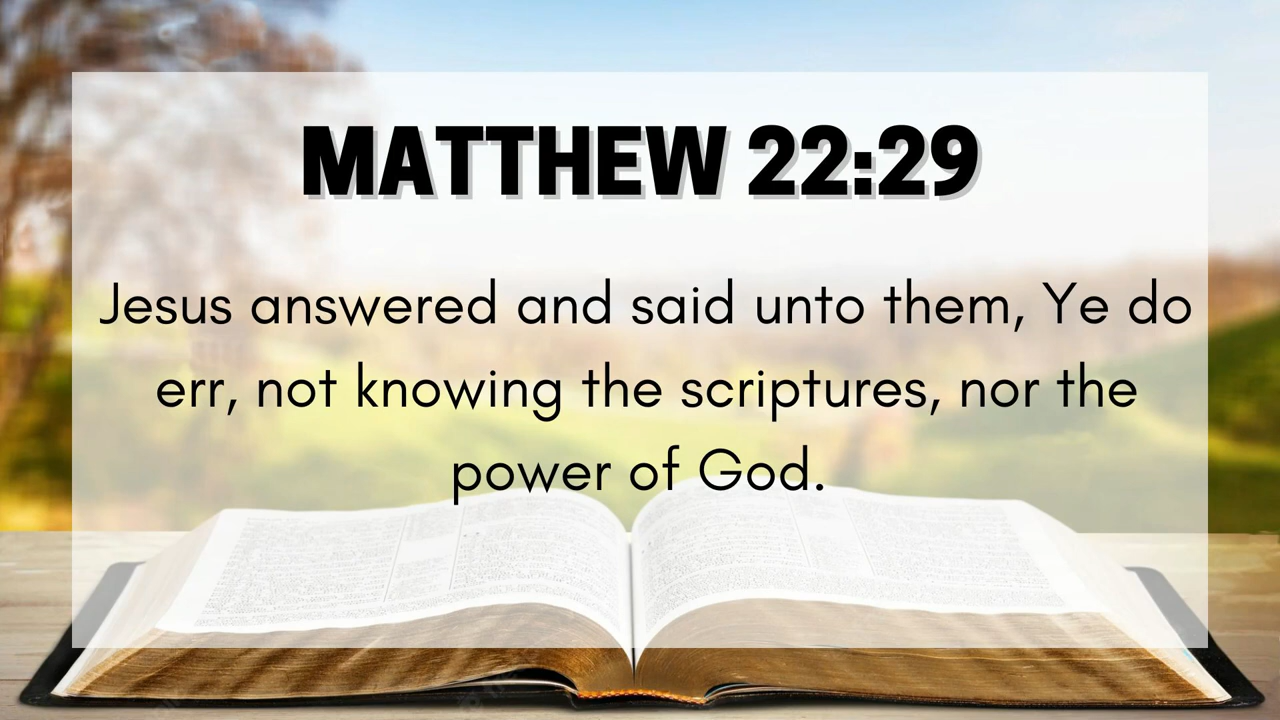 MATTHEW 22:29
Jesus answered and said unto them, Ye do
err, not knowing the scriptures, nor the
power of God.